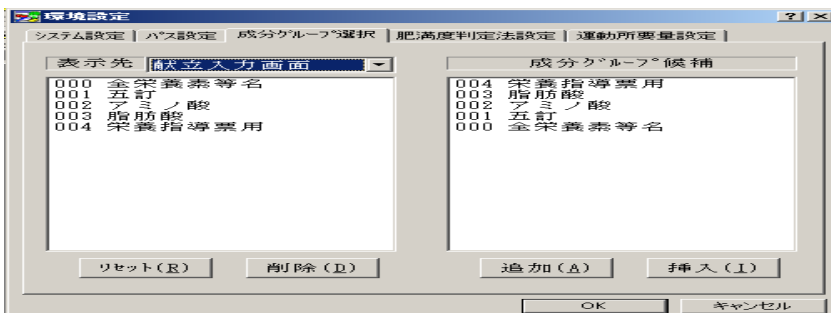 環境設定
システム設定 パス設定 成分グループ選択 肥満度判定法設定 運動所要量設定
表示先 献立入力画面
000 全栄養素等名
001 五訂
002 アミノ酸
003 脂肪酸
004 栄養指導票用
リセット(R) 削除(D)
成分グループ候補
004 栄養指導票用
003 脂肪酸
002 アミノ酸
001 五訂
000 全栄養素等名
追加(A) 挿入(I)
OK キャンセル